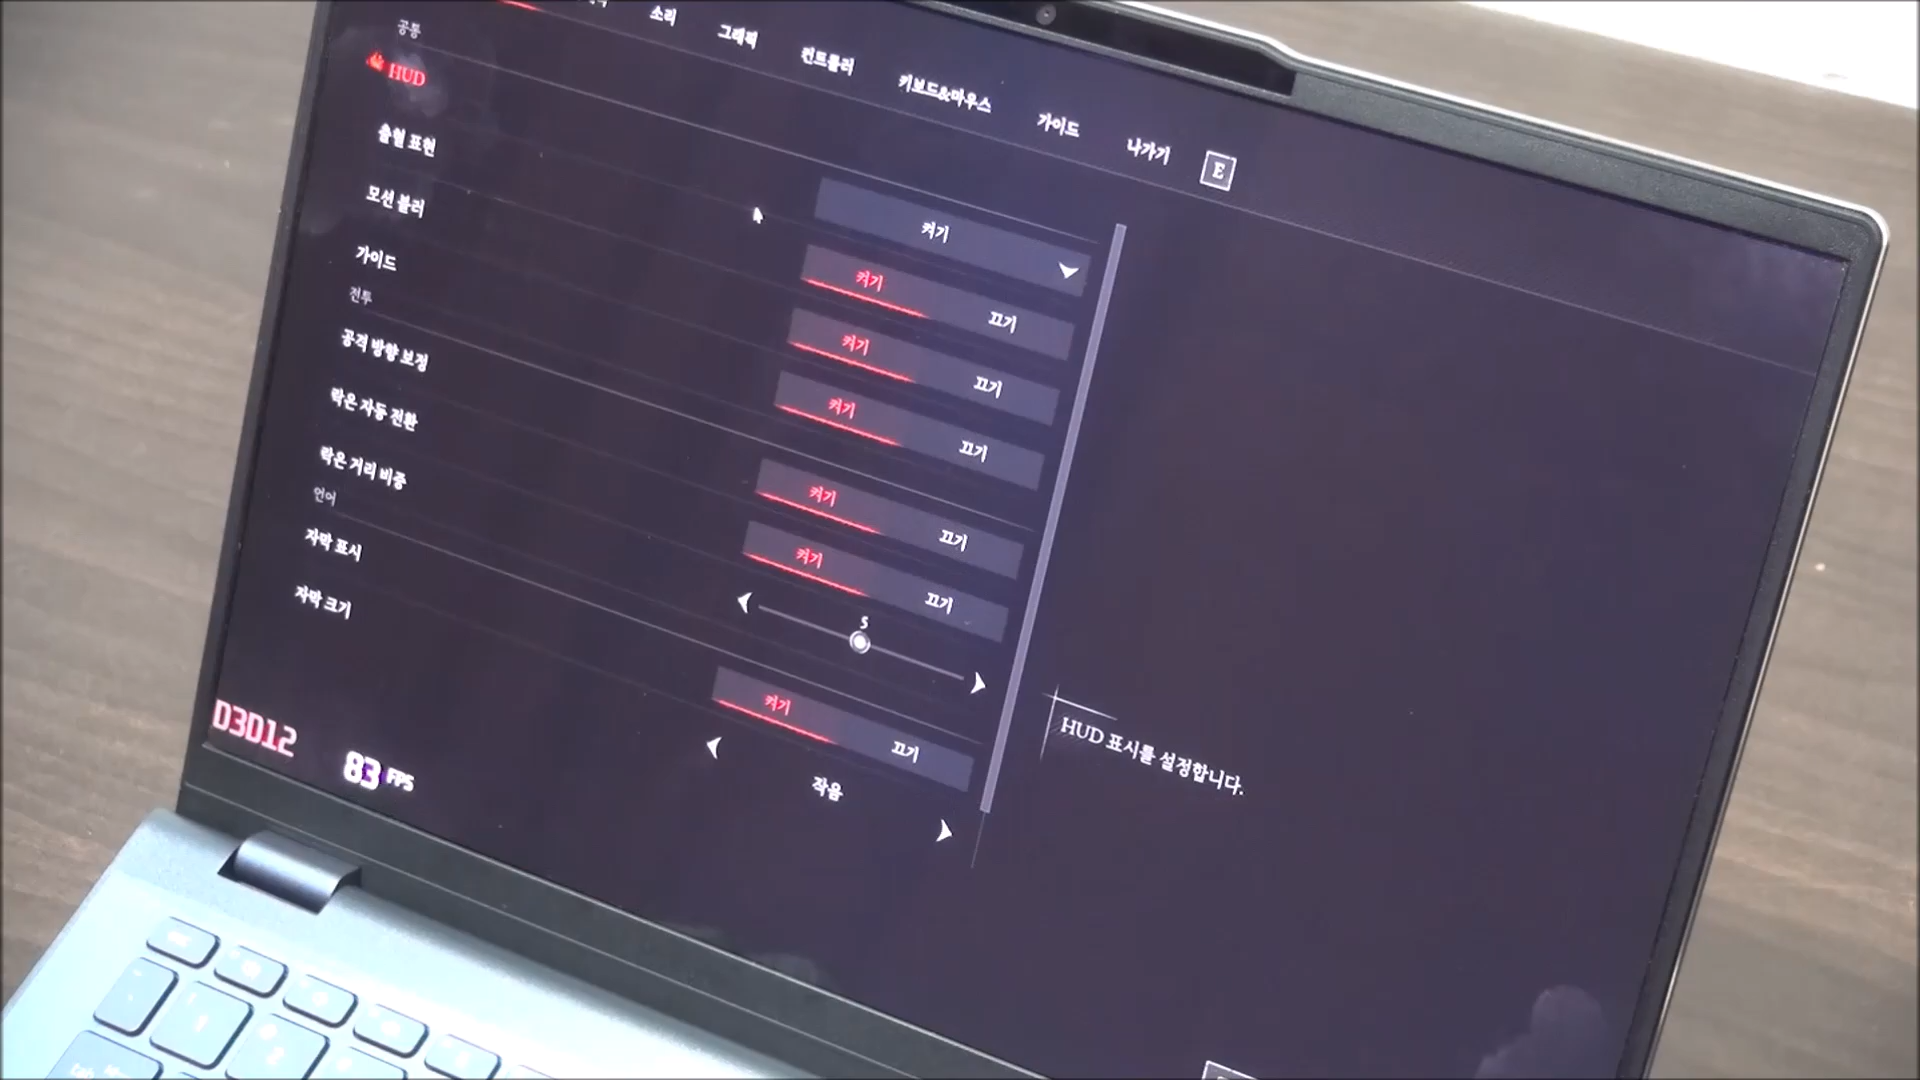 소리
그래픽
컨트롤러
키보드&마우스
가이드
나가기
E
공통
HUD
켜기
출혈 표현
켜기
끄기
모션 블러
켜기
끄기
가이드
켜기
끄기
전투
공격 방향 보정
켜기
끄기
락온 자동 전환
켜기
끄기
락온 거리 비중
5
언어
자막 표시
켜기
끄기
자막 크기
작음
HUD 표시를 설정합니다.
D3D12
83 FPS
tab